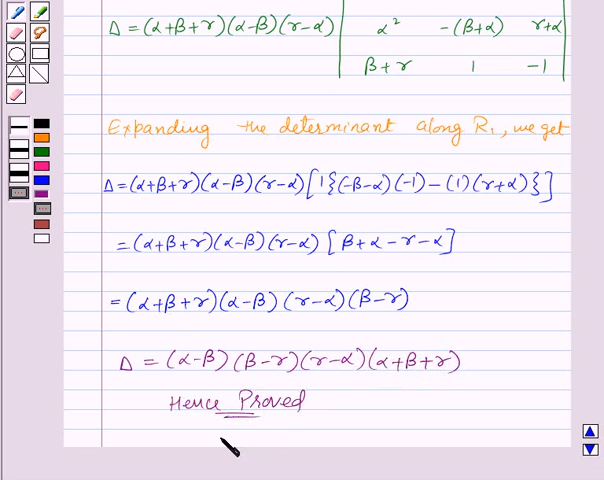 Δ = (α+β+r)(α-β)(r-α) | α² -(β+α) r+α
β+r 1 -1 |
Expanding the determinant along R₁, we get
Δ = (α+β+r)(α-β)(r-α)[1{(-β-α)(-1)-(1)(r+α)}]
= (α+β+r)(α-β)(r-α) [β+α-r-α]
= (α+β+r)(α-β)(r-α)(β-r)
Δ = (α-β)(β-r)(r-α)(α+β+r)
Hence Proved